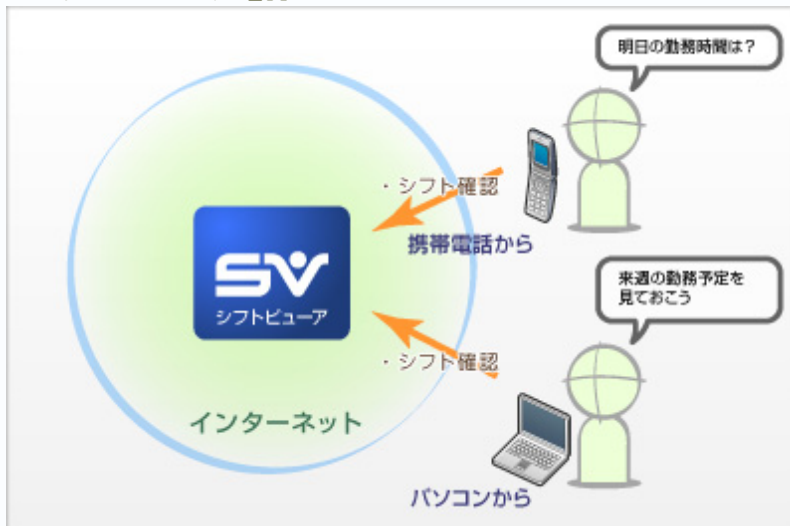 明日の勤務時間は？
・シフト確認
携帯電話から
SV
シフトビューア
来週の勤務予定を
見ておこう
・シフト確認
インターネット
パソコンから